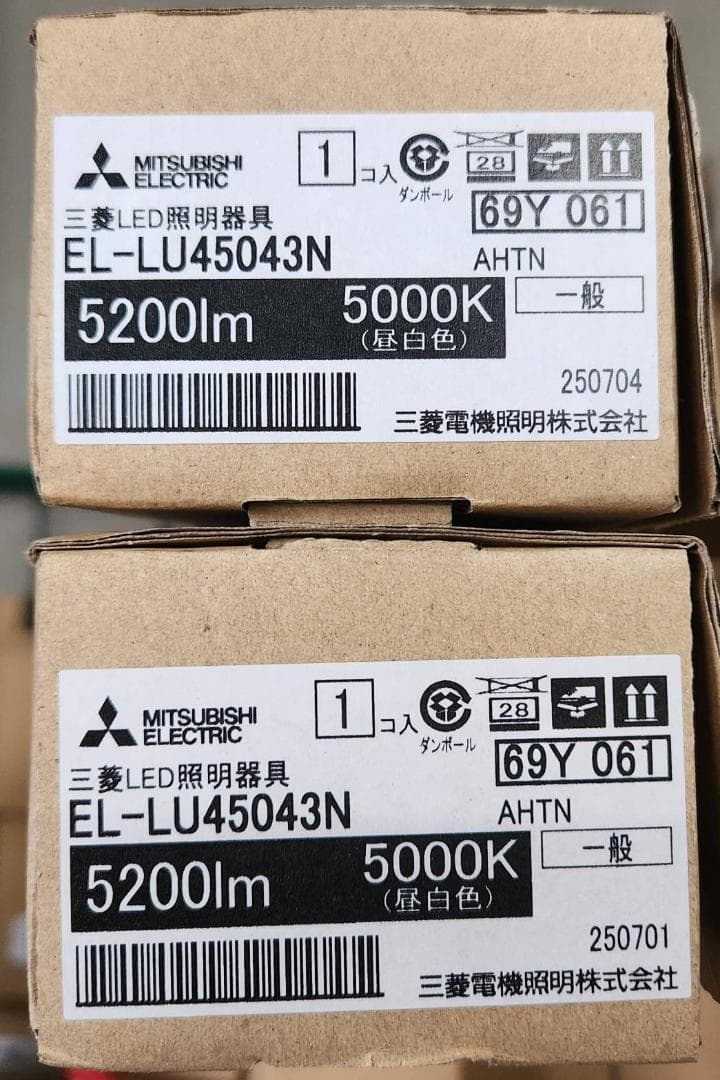 MITSUBISHI
ELECTRIC
1コ入
ダンボール
28
三菱LED照明器具
69Y 061
EL-LU45043N
AHTN
5200lm
5000K
(昼白色)
一般
250704
三菱電機照明株式会社
MITSUBISHI
ELECTRIC
1コ入
ダンボール
28
三菱LED照明器具
69Y 061
EL-LU45043N
AHTN
5200lm
5000K
(昼白色)
一般
250701
三菱電機照明株式会社